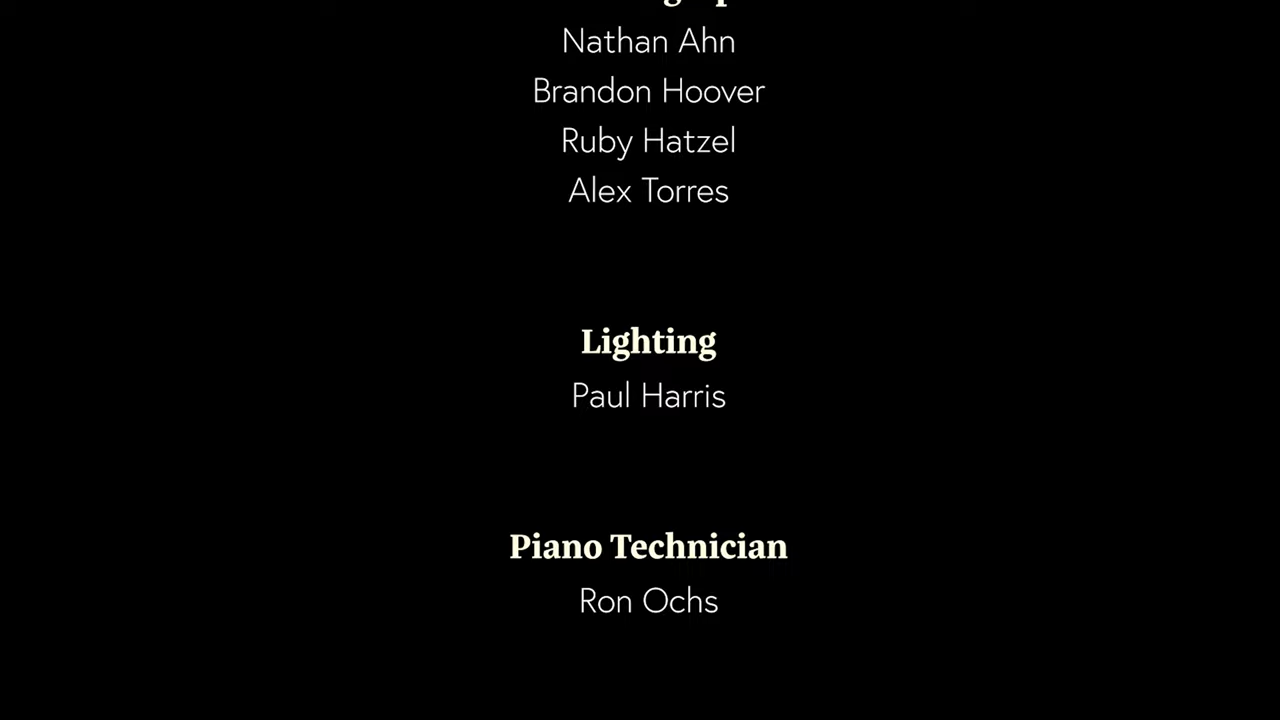 Nathan Ahn
Brandon Hoover
Ruby Hatzel
Alex Torres
Lighting
Paul Harris
Piano Technician
Ron Ochs